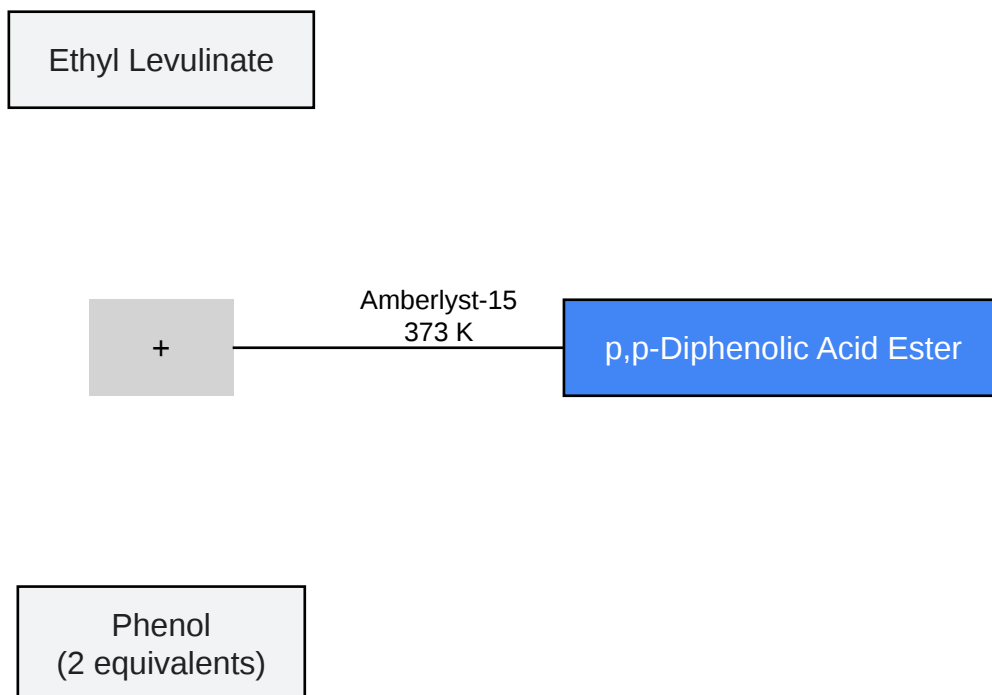 Ethyl Levulinate
Amberlyst-15
373 K
+
p,p-Diphenolic Acid Ester
Phenol
(2 equivalents)